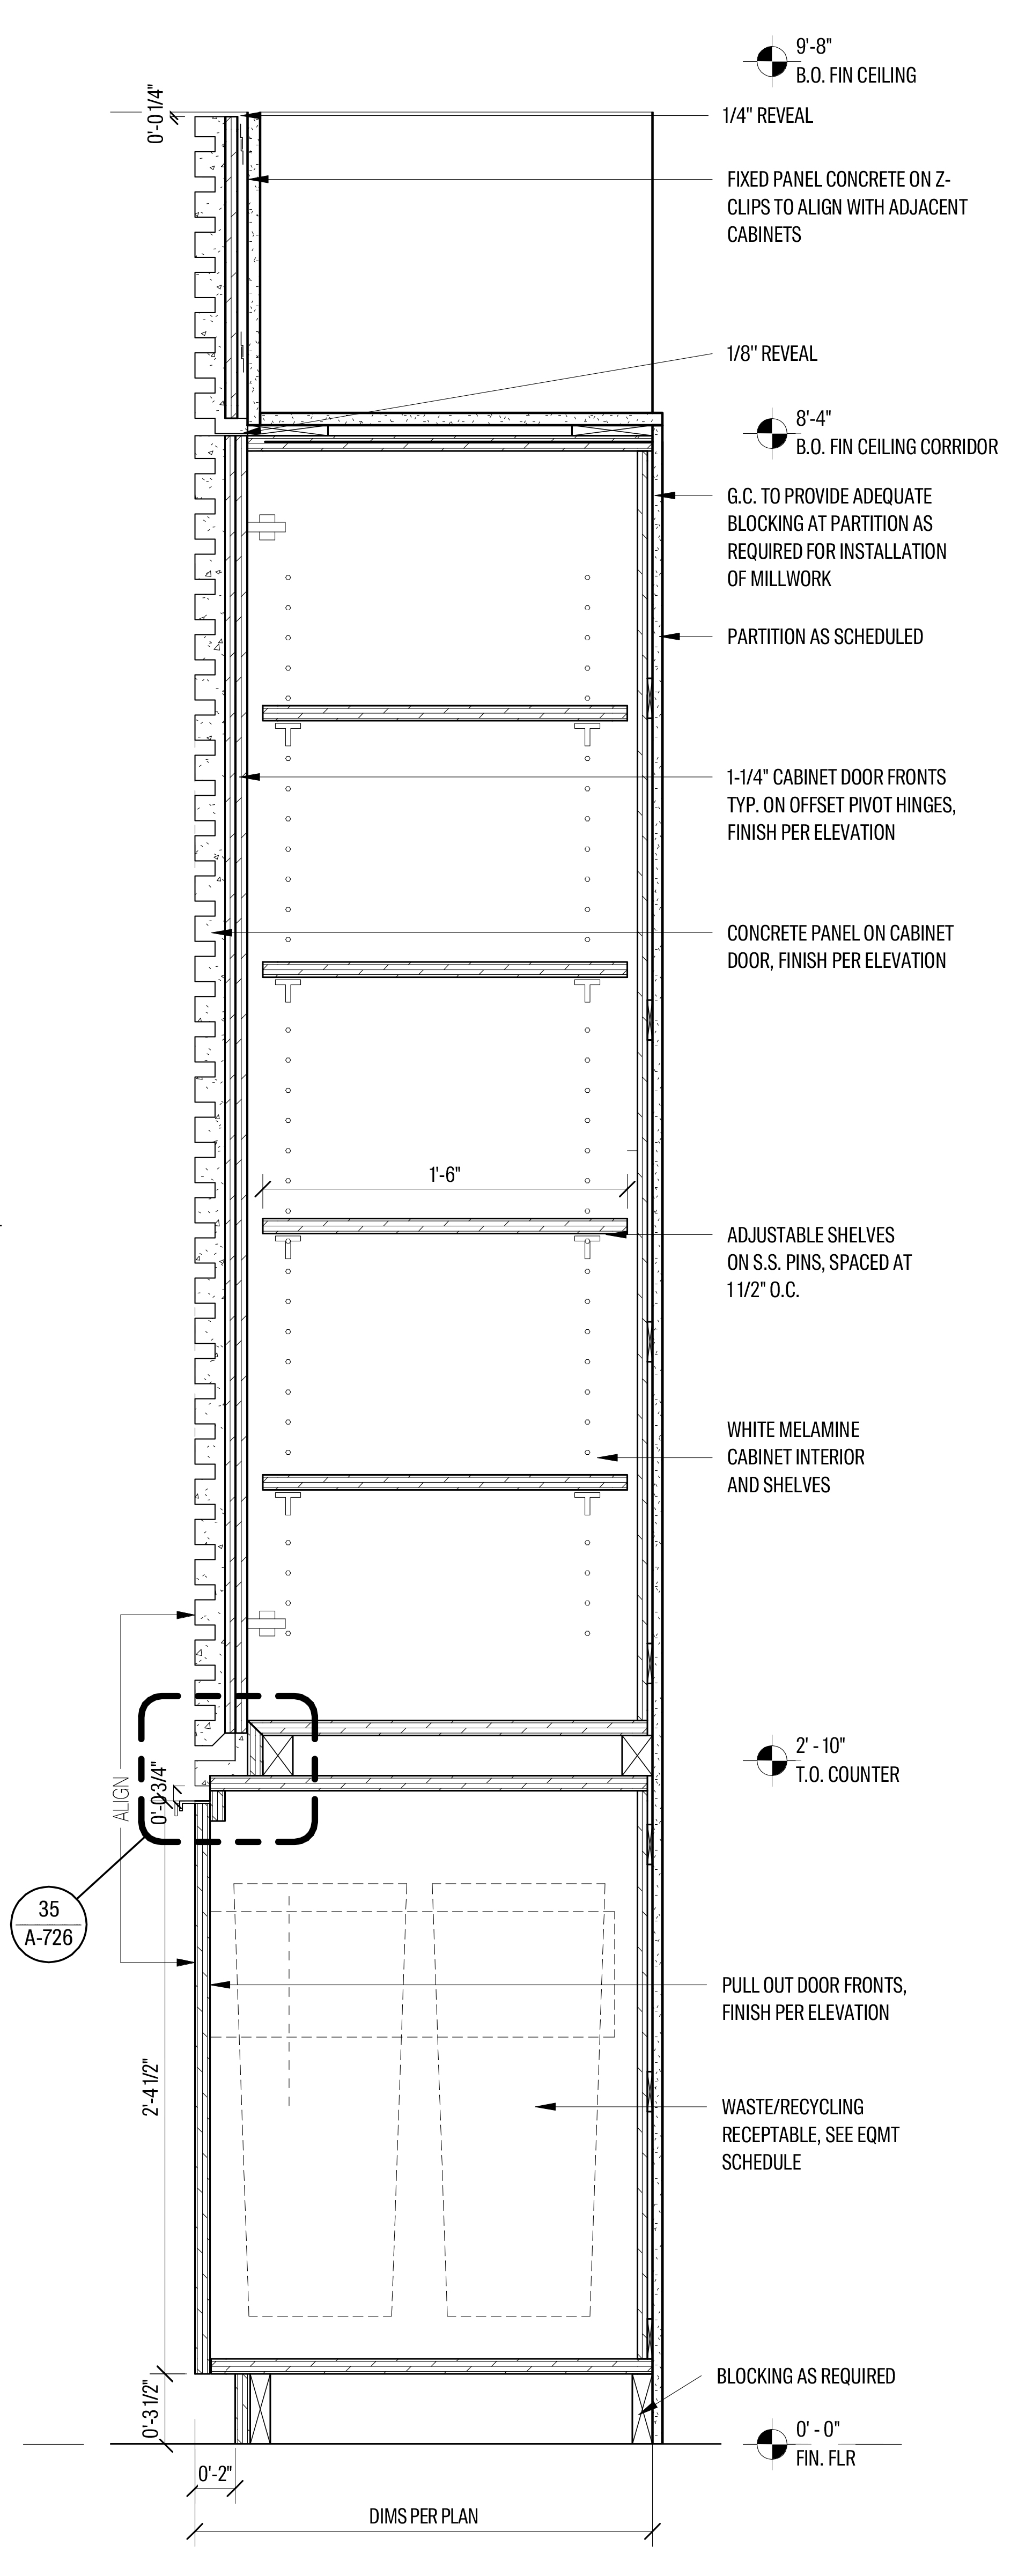 9'-8"
B.O. FIN CEILING
0'-0 1/4"
1/4" REVEAL
FIXED PANEL CONCRETE ON Z-
CLIPS TO ALIGN WITH ADJACENT
CABINETS
1/8" REVEAL
8'-4"
B.O. FIN CEILING CORRIDOR
G.C. TO PROVIDE ADEQUATE
BLOCKING AT PARTITION AS
REQUIRED FOR INSTALLATION
OF MILLWORK
PARTITION AS SCHEDULED
1-1/4" CABINET DOOR FRONTS
TYP. ON OFFSET PIVOT HINGES,
FINISH PER ELEVATION
CONCRETE PANEL ON CABINET
DOOR, FINISH PER ELEVATION
1'-6"
ADJUSTABLE SHELVES
ON S.S. PINS, SPACED AT
1 1/2" O.C.
WHITE MELAMINE
CABINET INTERIOR
AND SHELVES
2' - 10"
T.O. COUNTER
ALIGN
0'-0 3/4"
35
A-726
PULL OUT DOOR FRONTS,
FINISH PER ELEVATION
2'-4 1/2"
WASTE/RECYCLING
RECEPTABLE, SEE EQMT
SCHEDULE
BLOCKING AS REQUIRED
0'-3 1/2"
0' - 0"
FIN. FLR
0'-2"
DIMS PER PLAN